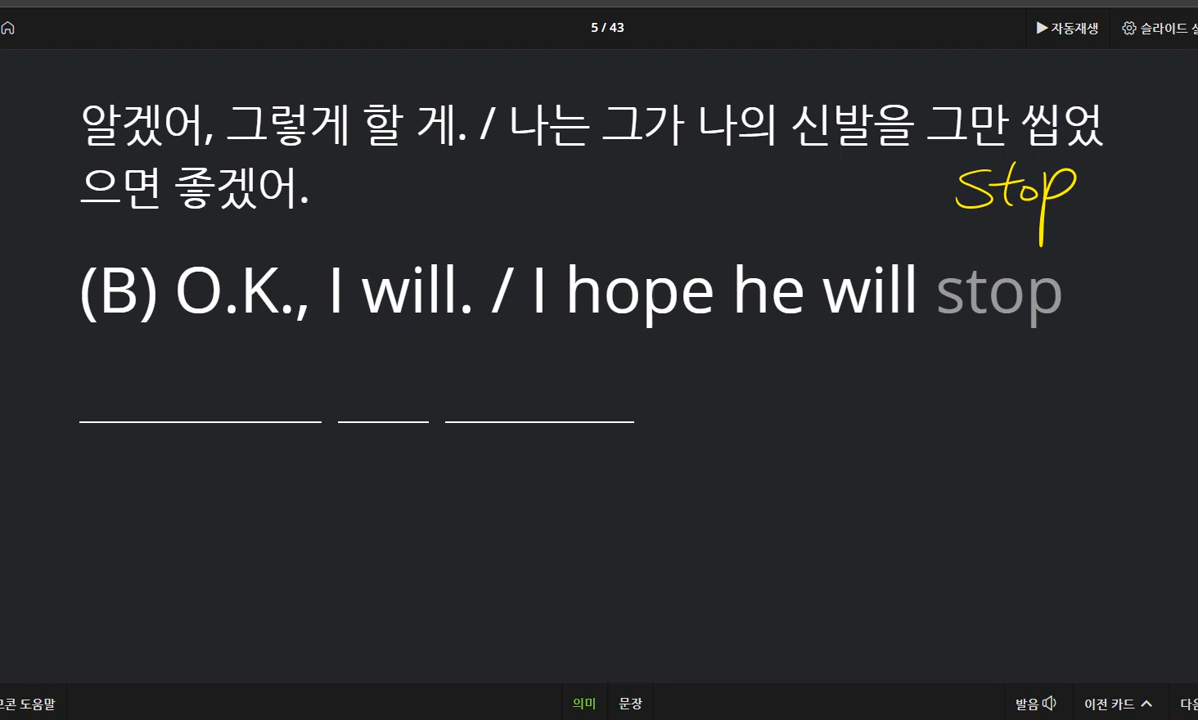 5 / 43
▶ 자동재생
슬라이드
알겠어, 그렇게 할 게. / 나는 그가 나의 신발을 그만 씹었
으면 좋겠어.
stop
(B) O.K., I will. / I hope he will stop
도움말
의미
문장
발음
이전 카드